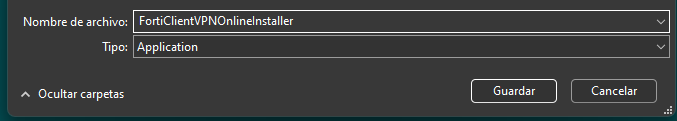 Nombre de archivo: FortiClientVPNOnlineInstaller
Tipo: Application
Ocultar carpetas Guardar Cancelar